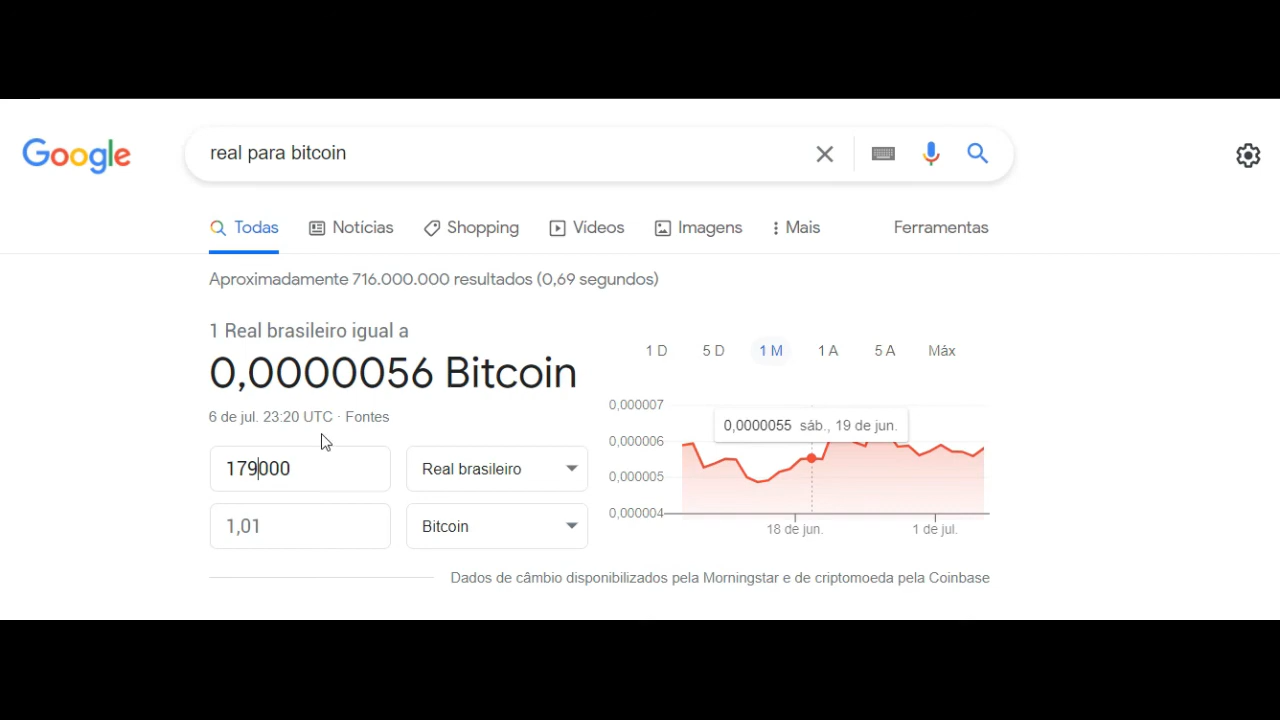 Google
real para bitcoin
Todas Notícias Shopping Vídeos Imagens Mais Ferramentas
Aproximadamente 716.000.000 resultados (0,69 segundos)
1 Real brasileiro igual a
0,0000056 Bitcoin
6 de jul. 23:20 UTC · Fontes
179000 Real brasileiro
1,01 Bitcoin
1 D 5 D 1 M 1 A 5 A Máx
0,000007
0,0000055 sáb., 19 de jun.
0,000006
0,000005
0,000004
18 de jun. 1 de jul.
Dados de câmbio disponibilizados pela Morningstar e de criptomoeda pela Coinbase